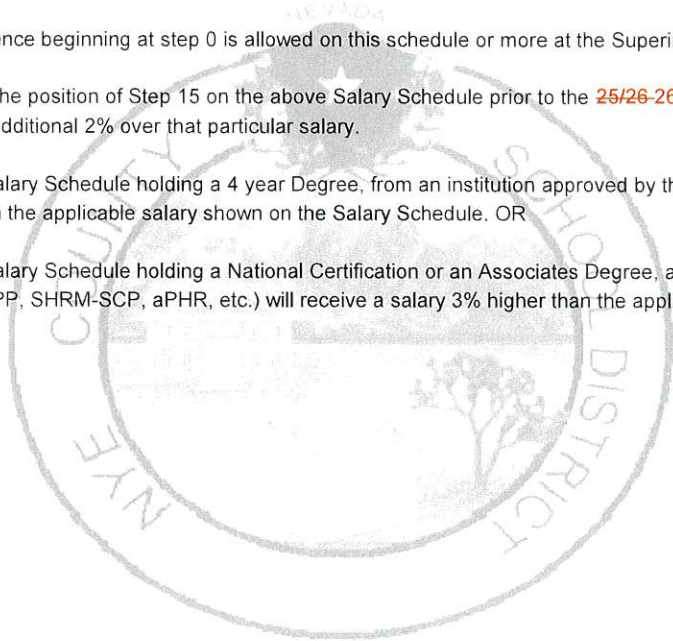 NEVADA
ence beginning at step 0 is allowed on this schedule or more at the Superi
he position of Step 15 on the above Salary Schedule prior to the 25/26 26
dditional 2% over that particular salary.
alary Schedule holding a 4 year Degree, from an institution approved by th
the applicable salary shown on the Salary Schedule. OR
alary Schedule holding a National Certification or an Associates Degree, a
PP, SHRM-SCP, aPHR, etc.) will receive a salary 3% higher than the appl
NYE COUNTY SCHOOL DISTRICT